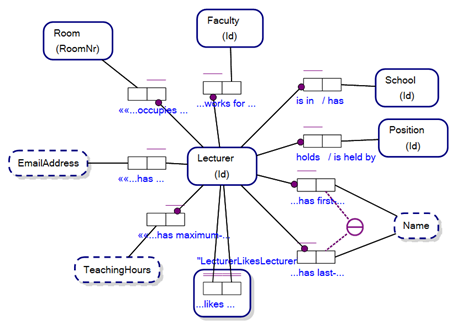 Faculty
(Id)
Room
(RoomNr)
School
(Id)
««...occupies ...
...works for ...
is in / has
Position
(Id)
EmailAddress
««...has ...
Lecturer
(Id)
holds / is held by
...has first-...
««...has maximum-...
Name
TeachingHours
"LecturerLikesLecturer
...has last-...
...likes ...